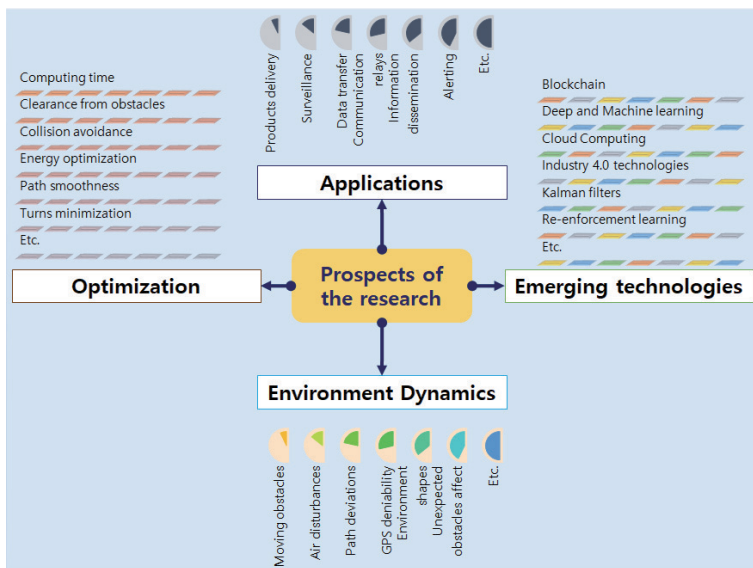 Products delivery
Surveillance
Data transfer
Communication
relays
Information
dissemination
Alerting
Etc.
Computing time
Clearance from obstacles
Collision avoidance
Energy optimization
Path smoothness
Turns minimization
Etc.
Blockchain
Deep and Machine learning
Cloud Computing
Industry 4.0 technologies
Kalman filters
Re-enforcement learning
Etc.
Applications
Optimization
Prospects of
the research
Emerging technologies
Environment Dynamics
Moving obstacles
Air disturbances
Path deviations
GPS deniability
Environment
shapes
Unexpected
obstacles affect
Etc.